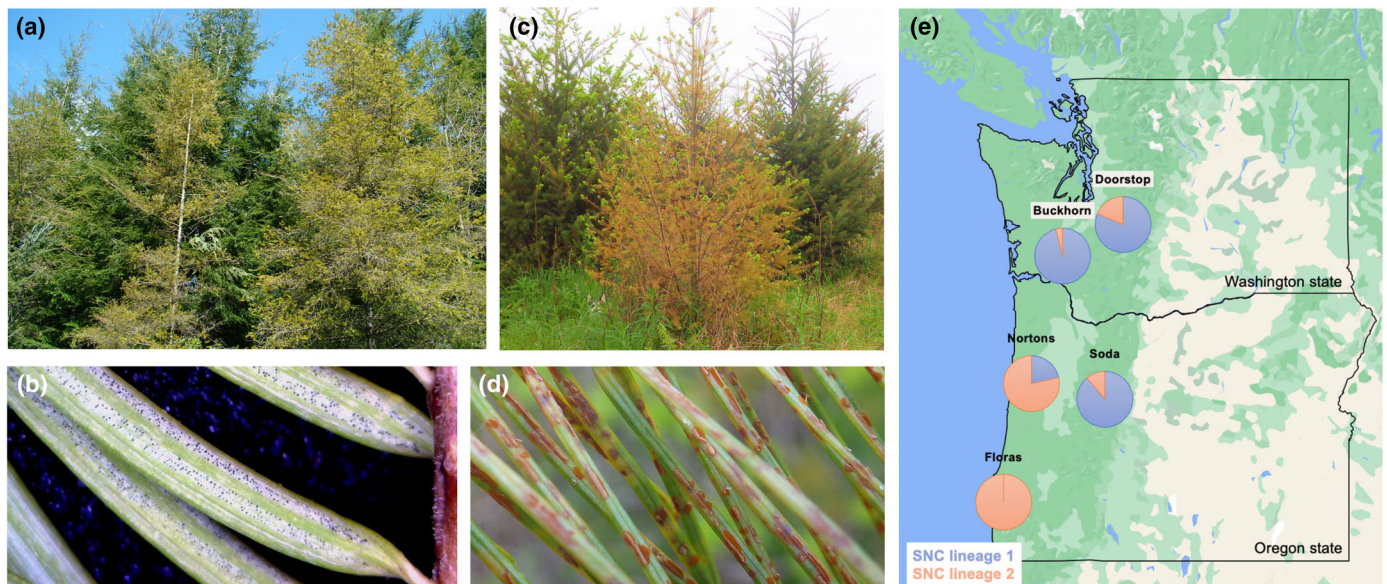 (a)
(c)
(e)
Doorstop
Buckhorn
Washington state
Nortons
Soda
(b)
(d)
Floras
Oregon state
SNC lineage 1
SNC lineage 2